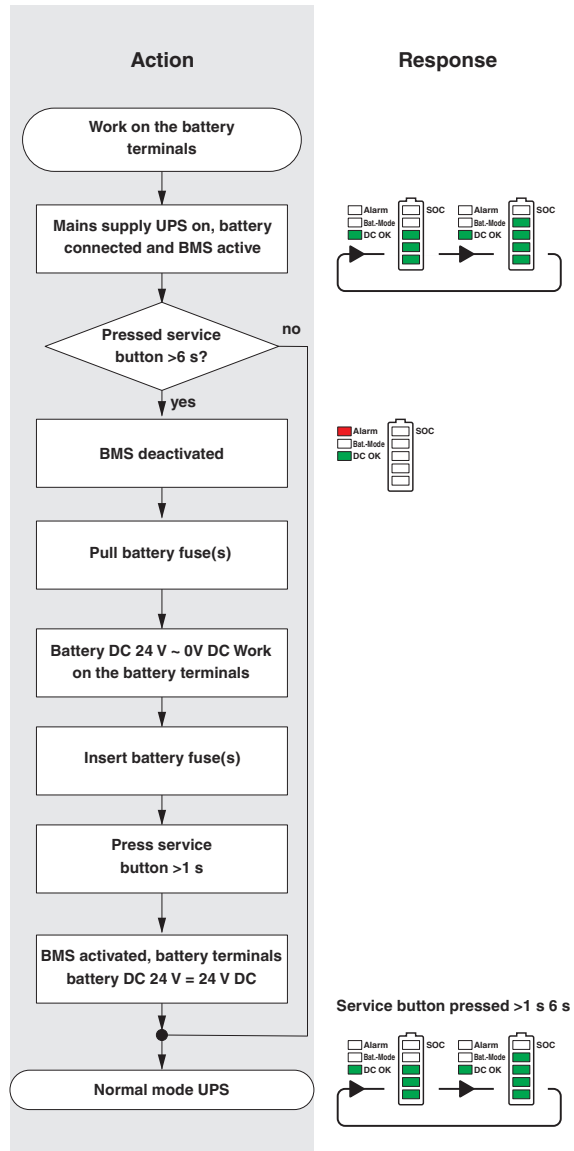 Action
Response
Work on the battery
terminals
Mains supply UPS on, battery
connected and BMS active
Alarm
Bat.-Mode
DC OK
SOC
Alarm
Bat.-Mode
DC OK
SOC
Pressed service
button >6 s?
no
yes
BMS deactivated
Alarm
Bat.-Mode
DC OK
SOC
Pull battery fuse(s)
Battery DC 24 V ~ 0V DC Work
on the battery terminals
Insert battery fuse(s)
Press service
button >1 s
BMS activated, battery terminals
battery DC 24 V = 24 V DC
Service button pressed >1 s 6 s
Alarm
Bat.-Mode
DC OK
SOC
Alarm
Bat.-Mode
DC OK
SOC
Normal mode UPS